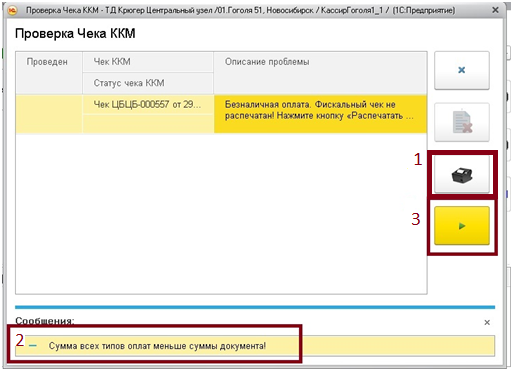 Проверка Чека ККМ - ТД Крюгер Центральный узел /01.Гоголя 51, Новосибирск / КассирГоголя1_1 / (1С:Предприятие)
Проверка Чека ККМ
Проведен
Чек ККМ
Описание проблемы
Статус чека ККМ
Чек ЦБЦБ-000557 от 29...
Безналичная оплата. Фискальный чек не
распечатан! Нажмите кнопку «Распечатать ...
1
3
Сообщения:
2
Сумма всех типов оплат меньше суммы документа!